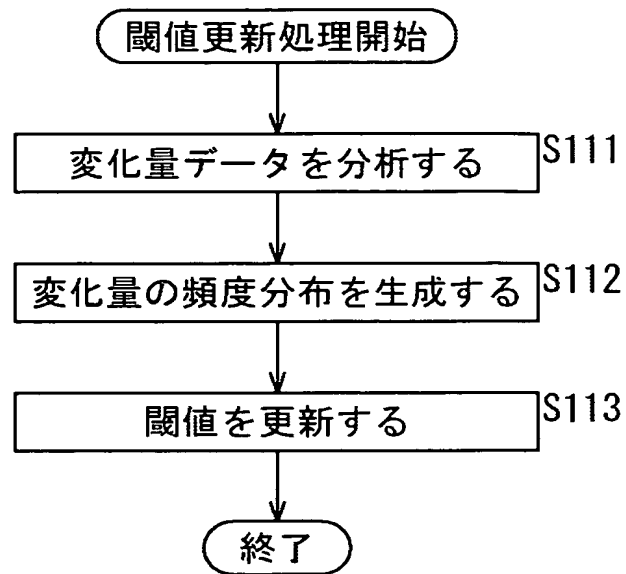 閾値更新処理開始
変化量データを分析する
S111
変化量の頻度分布を生成する
S112
閾値を更新する
S113
終了